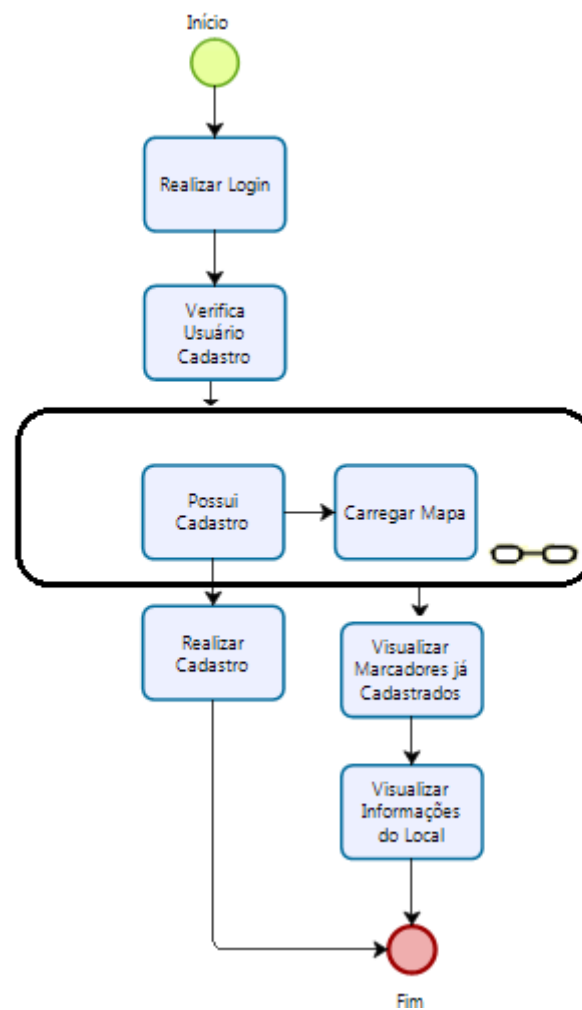 Início
Realizar Login
Verifica
Usuário
Cadastro
Possui
Cadastro
Carregar Mapa
Realizar
Cadastro
Visualizar
Marcadores já
Cadastrados
Visualizar
Informações
do Local
Fim